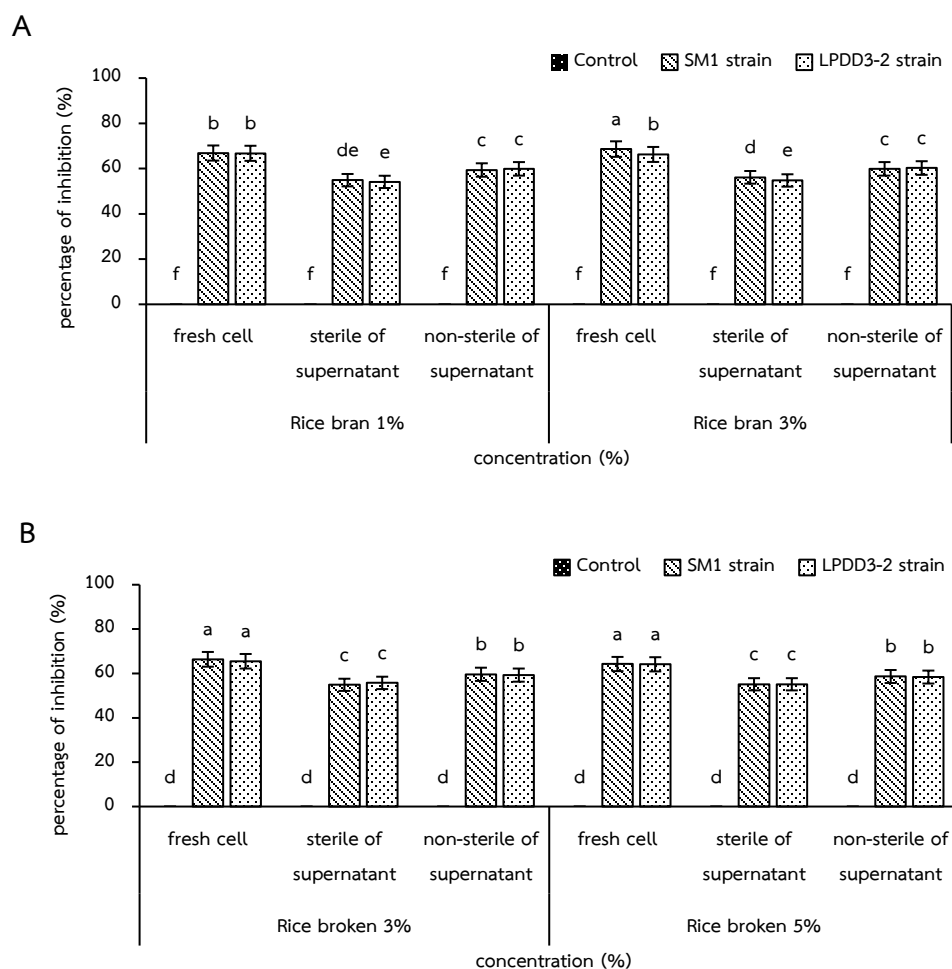 A
Control SM1 strain LPDD3-2 strain
percentage of inhibition (%)
100
80
60
40
20
0
f b b f de e f c c f a b f d e f c c
fresh cell sterile of non-sterile of fresh cell sterile of non-sterile of
supernatant supernatant supernatant supernatant
Rice bran 1% Rice bran 3%
concentration (%)
B
Control SM1 strain LPDD3-2 strain
percentage of inhibition (%)
100
80
60
40
20
0
d a a d c c d b b d a a d c c d b b
fresh cell sterile of non-sterile of fresh cell sterile of non-sterile of
supernatant supernatant supernatant supernatant
Rice broken 3% Rice broken 5%
concentration (%)